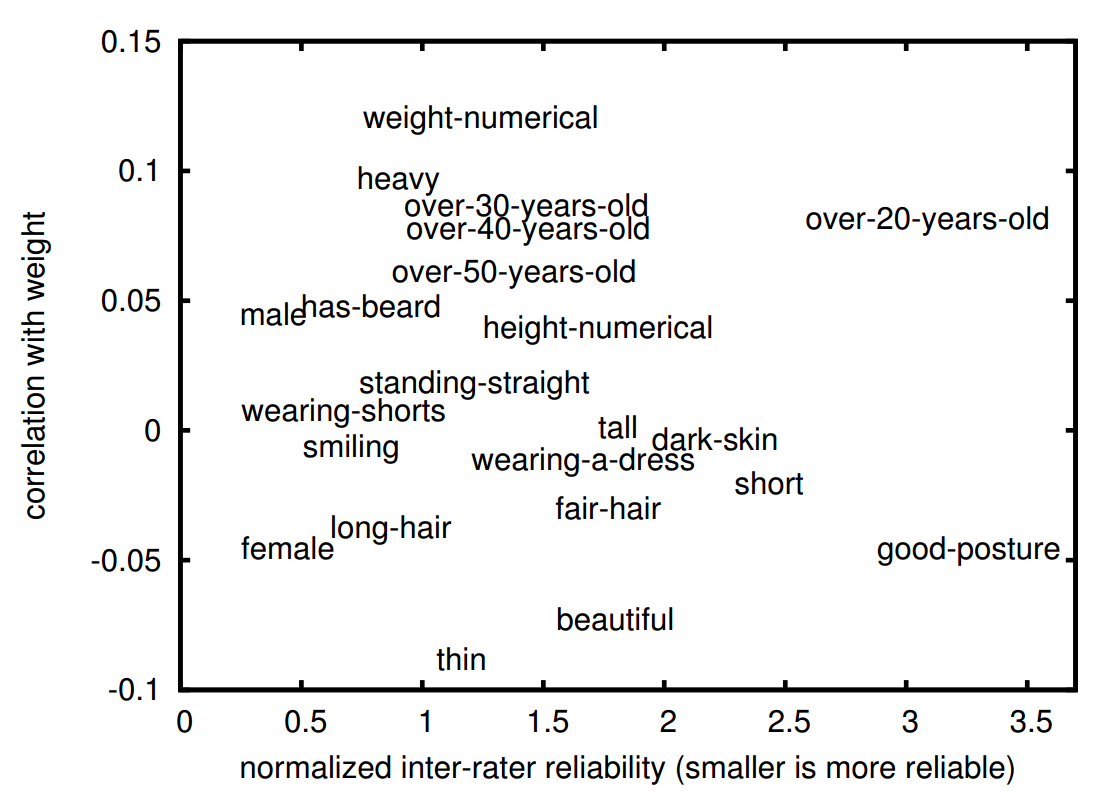 0.15
weight-numerical
0.1
heavy
over-30-years-old
over-20-years-old
over-40-years-old
over-50-years-old
0.05
has-beard
male
height-numerical
correlation with weight
standing-straight
wearing-shorts
0
tall
dark-skin
smiling
wearing-a-dress
short
fair-hair
long-hair
female
good-posture
-0.05
beautiful
thin
-0.1
0 0.5 1 1.5 2 2.5 3 3.5
normalized inter-rater reliability (smaller is more reliable)